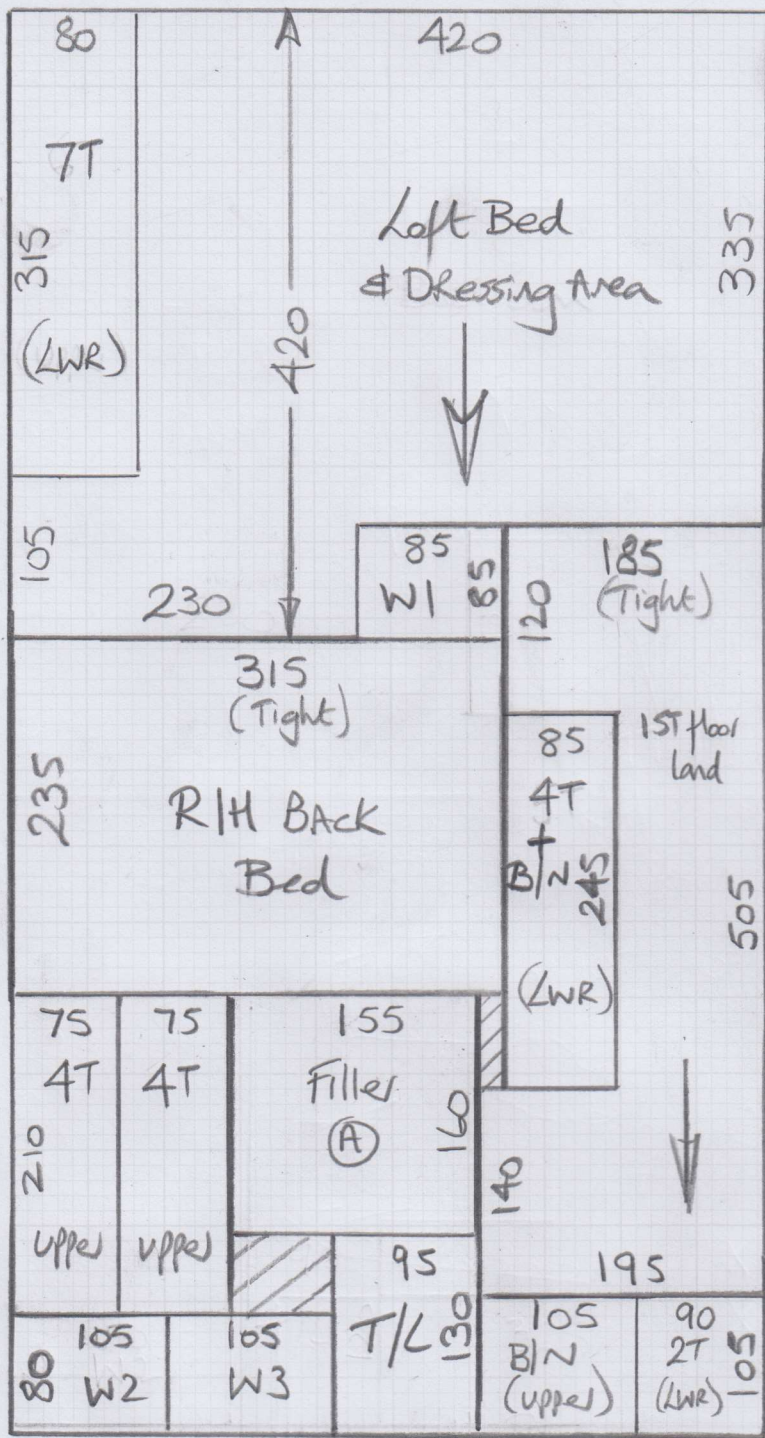 80
7T
315
(LWR)
105
420
420
Loft Bed
& DRessing Area
335
230
85
W1
85
120
185
(Tight)
315
(Tight)
235
R/H BAck
Bed
85
4T
+
B/N
245
(LWR)
1ST floor
land
505
75
4T
210
upper
75
4T
upper
155
Filler
A
160
140
195
80
105
W2
105
W3
95
T/L
130
105
B/N
(upper)
90
2T
(LWR)
105